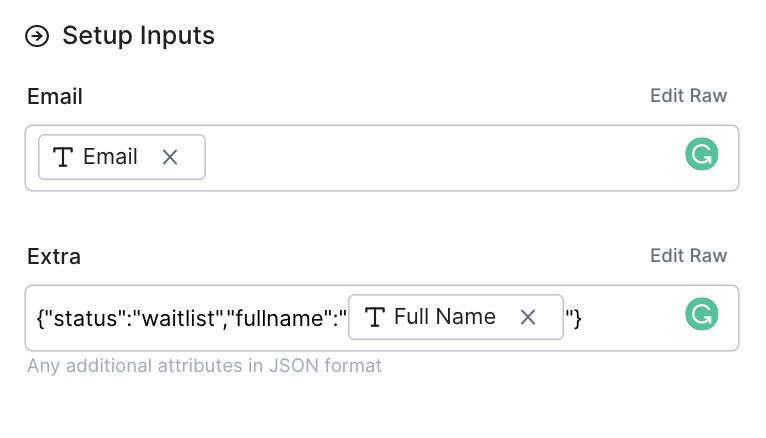 Setup Inputs
Email Edit Raw
Email
Extra Edit Raw
{"status":"waitlist","fullname":" Full Name "}
Any additional attributes in JSON format